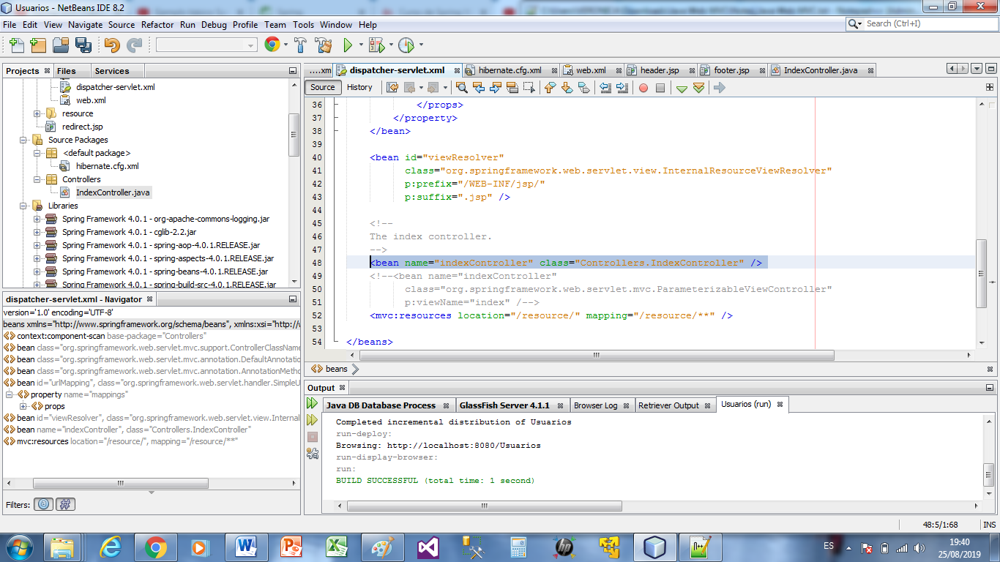 Usuarios - NetBeans IDE 8.2
File Edit View Navigate Source Refactor Run Debug Profile Team Tools Window Help
Search (Ctrl+I)
Projects Files Services
dispatcher-servlet.xml
web.xml
resource
redirect.jsp
Source Packages
<default package>
hibernate.cfg.xml
Controllers
IndexController.java
Libraries
Spring Framework 4.0.1 - org-apache-commons-logging.jar
Spring Framework 4.0.1 - cglib-2.2.jar
Spring Framework 4.0.1 - spring-aop-4.0.1.RELEASE.jar
Spring Framework 4.0.1 - spring-aspects-4.0.1.RELEASE.jar
Spring Framework 4.0.1 - spring-beans-4.0.1.RELEASE.jar
Spring Framework 4.0.1 - spring-build-src-4.0.1.RELEASE.jar
dispatcher-servlet.xml - Navigator
version='1.0' encoding='UTF-8'
beans xmlns="http://www.springframework.org/schema/beans", xmlns:xsi="http://v
context:component-scan base-package="Controllers"
bean class="org.springframework.web.servlet.mvc.support.ControllerClassName
bean class="org.springframework.web.servlet.mvc.annotation.DefaultAnnotatio
bean class="org.springframework.web.servlet.mvc.annotation.AnnotationMetho
bean id="urlMapping", class="org.springframework.web.servlet.handler.SimpleU
property name="mappings"
props
bean id="viewResolver", class="org.springframework.web.servlet.view.Internal
bean name="indexController", class="Controllers.IndexController"
mvc:resources location="/resource/", mapping="/resource/**"
Filters:
....xm dispatcher-servlet.xml hibernate.cfg.xml web.xml header.jsp footer.jsp IndexController.java
Source History
36 </props>
37 </property>
38 </bean>
39
40 <bean id="viewResolver"
41 class="org.springframework.web.servlet.view.InternalResourceViewResolver"
42 p:prefix="/WEB-INF/jsp/"
43 p:suffix=".jsp" />
44
45 <!--
46 The index controller.
47 -->
48 <bean name="indexController" class="Controllers.IndexController" />
49 <!--<bean name="indexController"
50 class="org.springframework.web.servlet.mvc.ParameterizableViewController"
51 p:viewName="index" /-->
52 <mvc:resources location="/resource/" mapping="/resource/**" />
53
54 </beans>
beans
Output
Java DB Database Process GlassFish Server 4.1.1 Browser Log Retriever Output Usuarios (run)
Completed incremental distribution of Usuarios
run-deploy:
Browsing: http://localhost:8080/Usuarios
run-display-browser:
run:
BUILD SUCCESSFUL (total time: 1 second)
48:5/1:68 INS
ES 19:40
25/08/2019